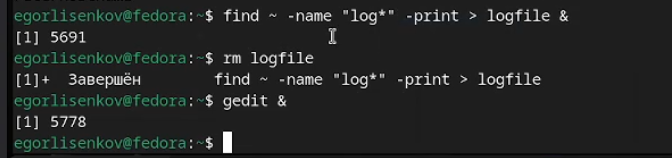 egorlisenkov@fedora:~$ find ~ -name "log*" -print > logfile &
[1] 5691
egorlisenkov@fedora:~$ rm logfile
[1]+  Завершён        find ~ -name "log*" -print > logfile
egorlisenkov@fedora:~$ gedit &
[1] 5778
egorlisenkov@fedora:~$